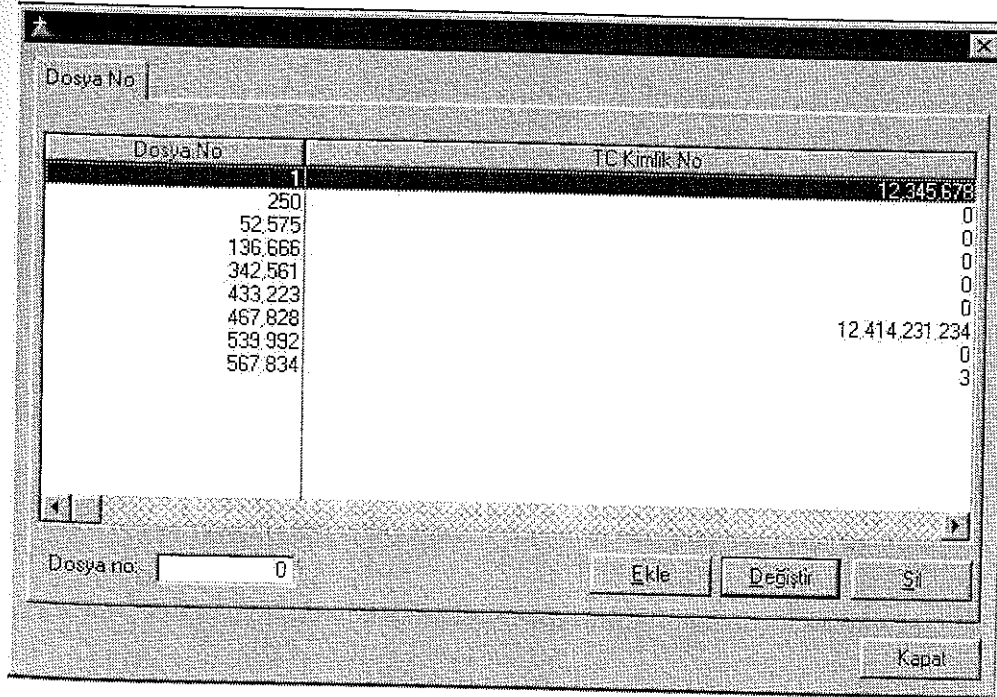 Dosya No
Dosya No TC Kimlik No
1 12,345,678
250 0
52,575 0
136,666 0
342,561 0
433,223 0
467,828 12,414,231,234
539,992 0
567,834 3
Dosya no: 0 Ekle Değiştir Sil
Kapat